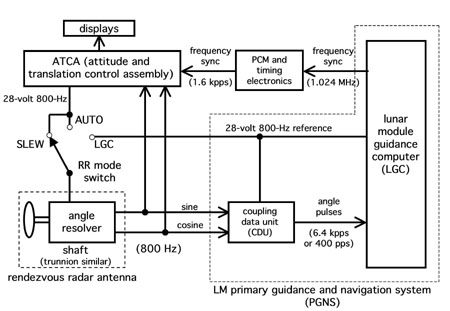 displays
ATCA (attitude and
translation control assembly)
frequency
sync
(1.6 kpps)
PCM and
timing
electronics
frequency
sync
(1.024 MHz)
28-volt 800-Hz
AUTO
SLEW
LGC
RR mode
switch
28-volt 800-Hz reference
lunar
module
guidance
computer
(LGC)
angle
resolver
sine
cosine
(800 Hz)
coupling
data unit
(CDU)
angle
pulses
(6.4 kpps
or 400 pps)
shaft
(trunnion similar)
rendezvous radar antenna
LM primary guidance and navigation system
(PGNS)